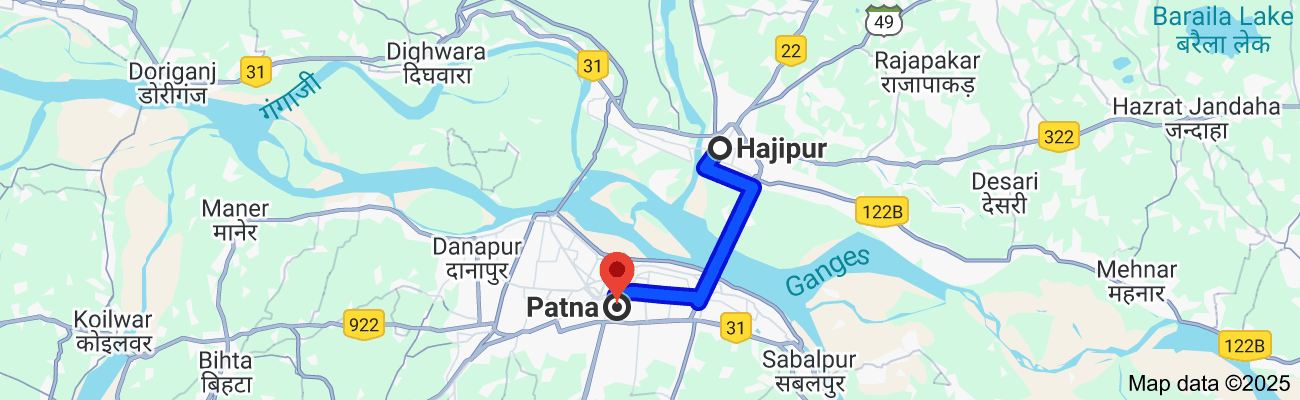 Baraila Lake
बरैला लेक
49
Dighwara
दिघवारा
22
31
Rajapakar
राजापाकड़
Doriganj
डोरीगंज
31
गंगाजी
Hazrat Jandaha
जन्दाहा
322
Hajipur
Desari
देसरी
Maner
मानेर
122B
Danapur
दानापुर
Ganges
Mehnar
महनार
Patna
Koilwar
कोइलवर
922
31
122B
Bihta
बिहटा
Sabalpur
सबलपुर
Map data ©2025